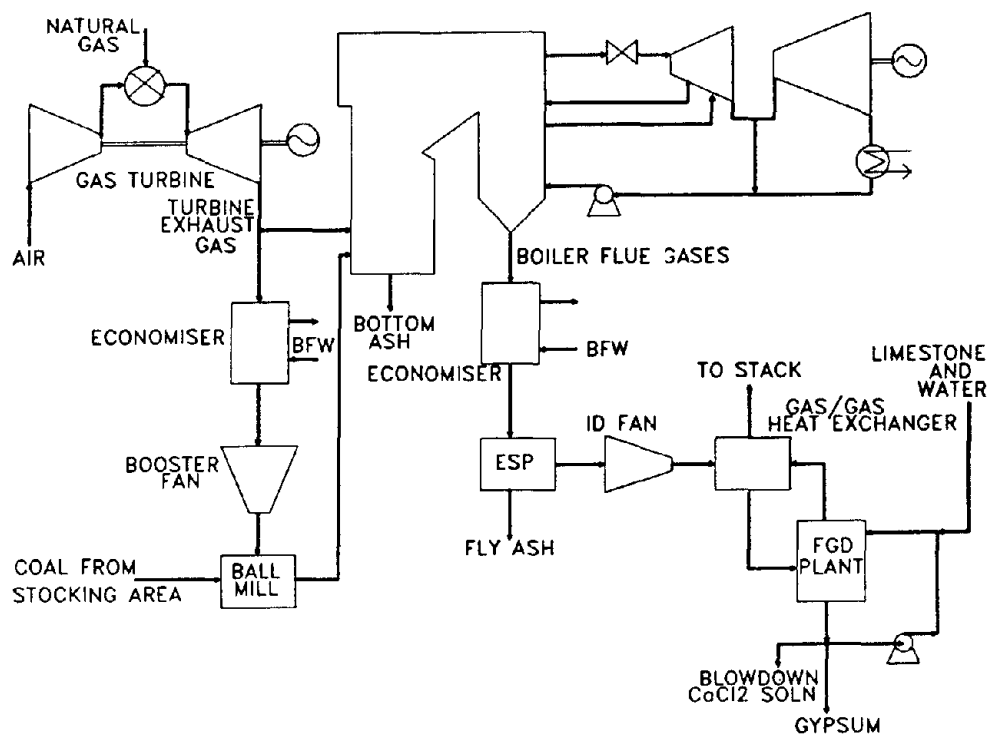 NATURAL
GAS
GAS TURBINE
TURBINE
EXHAUST
GAS
AIR
BOILER FLUE GASES
BOTTOM
ASH
ECONOMISER
BFW
ECONOMISER
BFW
TO STACK
LIMESTONE
AND
WATER
GAS/GAS
HEAT EXCHANGER
ID FAN
BOOSTER
FAN
ESP
FLY ASH
FGD
PLANT
COAL FROM
STOCKING AREA
BALL
MILL
BLOWDOWN
CaCl2 SOLN
GYPSUM